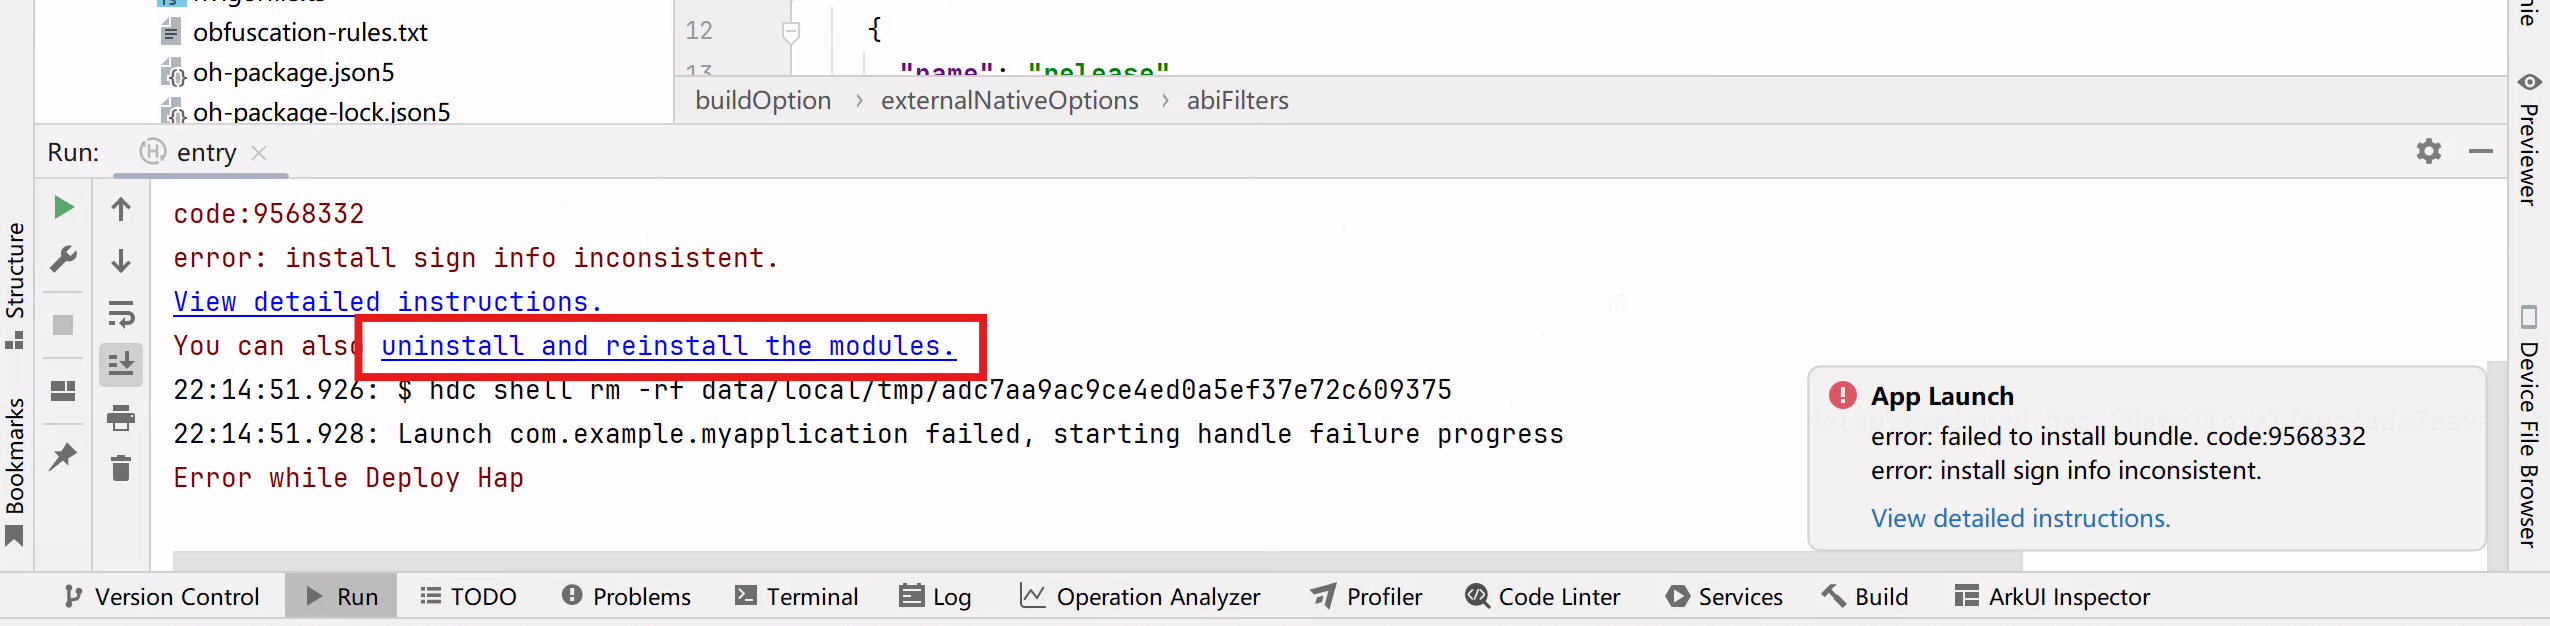 obfuscation-rules.txt
oh-package.json5
oh-package-lock.json5
12
{
13
"name": "release"
buildOption › externalNativeOptions › abiFilters
Run:
entry
code:9568332
error: install sign info inconsistent.
View detailed instructions.
You can also uninstall and reinstall the modules.
22:14:51.926: $ hdc shell rm -rf data/local/tmp/adc7aa9ac9ce4ed0a5ef37e72c609375
22:14:51.928: Launch com.example.myapplication failed, starting handle failure progress
Error while Deploy Hap
App Launch
error: failed to install bundle. code:9568332
error: install sign info inconsistent.
View detailed instructions.
Structure
Bookmarks
Previewer
Device File Browser
Version Control
Run
TODO
Problems
Terminal
Log
Operation Analyzer
Profiler
Code Linter
Services
Build
ArkUI Inspector